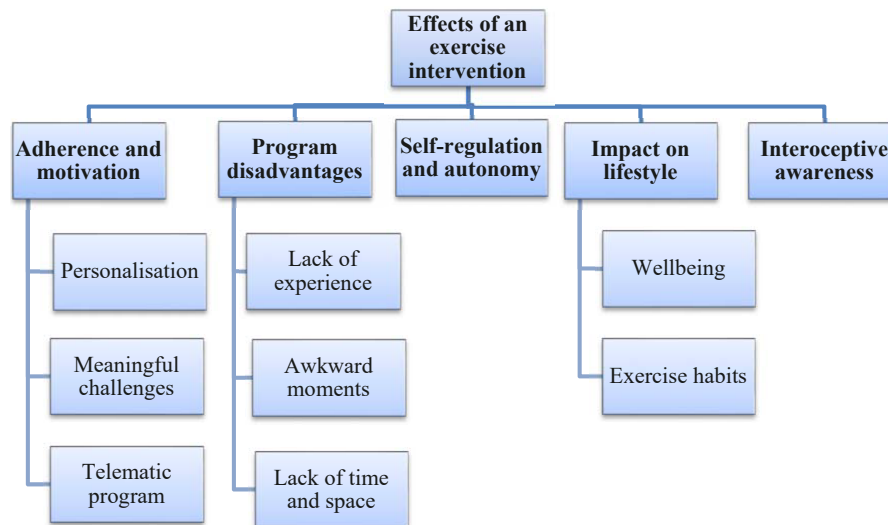 Effects of an
exercise
intervention
Adherence and
motivation
Program
disadvantages
Self-regulation
and autonomy
Impact on
lifestyle
Interoceptive
awareness
Personalisation
Lack of
experience
Wellbeing
Meaningful
challenges
Awkward
moments
Exercise habits
Telematic
program
Lack of time
and space